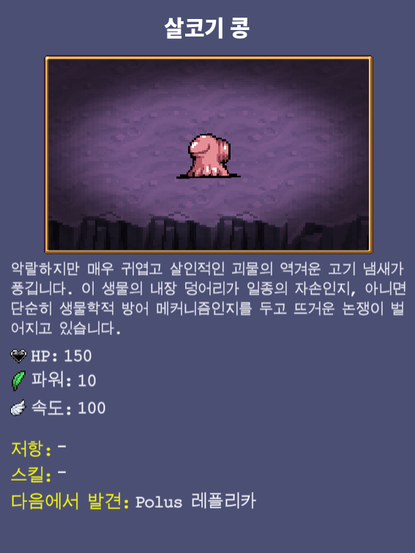 살코기 콩
악랄하지만 매우 귀엽고 살인적인 괴물의 역겨운 고기 냄새가
풍깁니다. 이 생물의 내장 덩어리가 일종의 자손인지, 아니면
단순히 생물학적 방어 메커니즘인지를 두고 뜨거운 논쟁이 벌
어지고 있습니다.
HP: 150
파워: 10
속도: 100
저항: -
스킬: -
다음에서 발견: Polus 레플리카